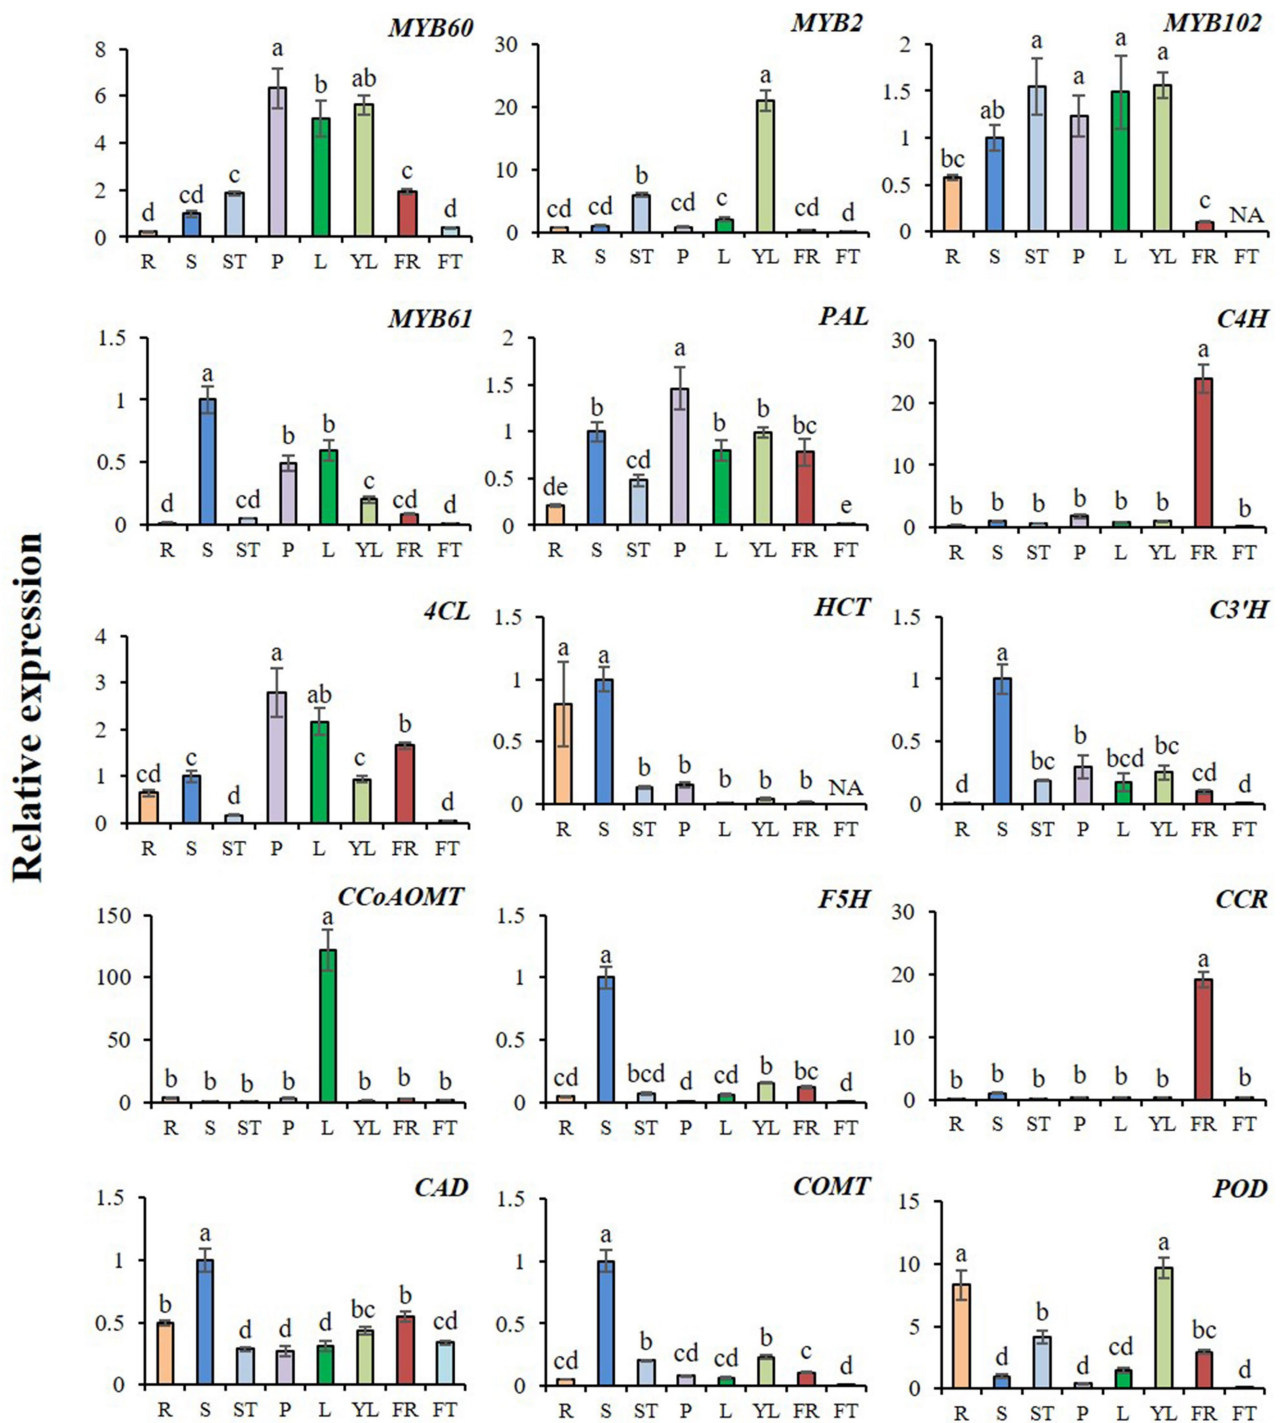 Relative expression
MYB60
8
6
4
2
0
d
cd
c
a
b
ab
c
d
R S ST P L YL FR FT
MYB2
30
20
10
0
cd
cd
b
cd
c
a
cd
d
R S ST P L YL FR FT
MYB102
2
1.5
1
0.5
0
bc
ab
a
a
a
a
c
NA
R S ST P L YL FR FT
MYB61
1.5
1
0.5
0
d
a
cd
b
b
c
cd
d
R S ST P L YL FR FT
PAL
2
1.5
1
0.5
0
de
b
cd
a
b
b
bc
e
R S ST P L YL FR FT
C4H
30
20
10
0
b
b
b
b
b
b
a
b
R S ST P L YL FR FT
4CL
4
3
2
1
0
cd
c
d
a
ab
c
b
d
R S ST P L YL FR FT
HCT
1.5
1
0.5
0
a
a
b
b
b
b
b
NA
R S ST P L YL FR FT
C3'H
1.5
1
0.5
0
d
a
bc
b
bcd
bc
cd
d
R S ST P L YL FR FT
CCoAOMT
150
100
50
0
b
b
b
b
a
b
b
b
R S ST P L YL FR FT
F5H
1.5
1
0.5
0
cd
a
bcd
d
cd
b
bc
d
R S ST P L YL FR FT
CCR
30
20
10
0
b
b
b
b
b
b
a
b
R S ST P L YL FR FT
CAD
1.5
1
0.5
0
b
a
d
d
d
bc
b
cd
R S ST P L YL FR FT
COMT
1.5
1
0.5
0
cd
a
b
cd
cd
b
c
d
R S ST P L YL FR FT
POD
15
10
5
0
a
d
b
d
cd
a
bc
d
R S ST P L YL FR FT